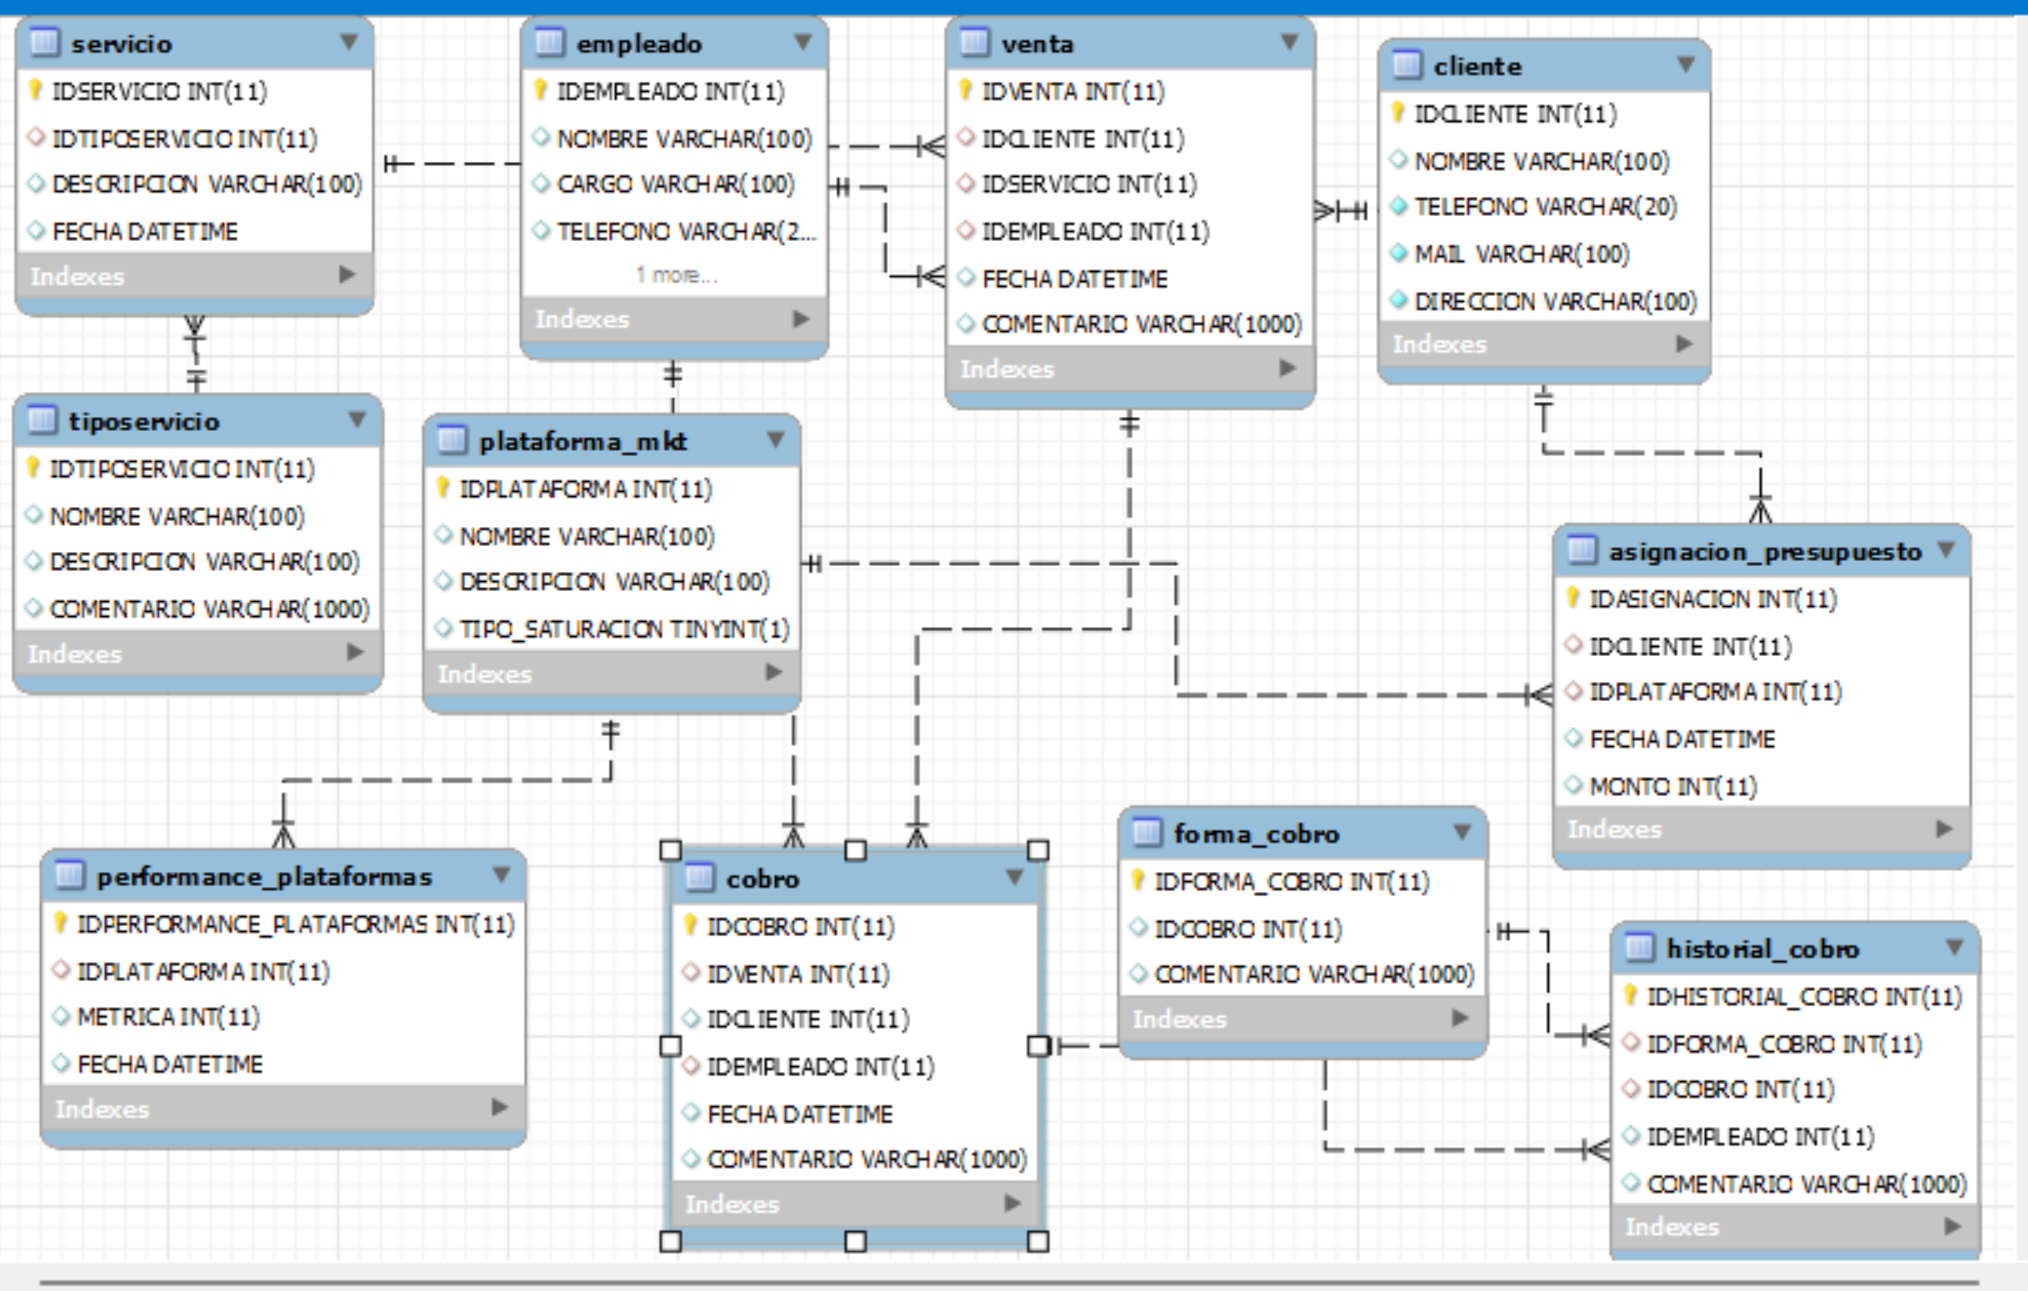 servicio
IDSERVICIO INT(11)
IDTIPOSERVICIO INT(11)
DESCRIPCION VARCHAR(100)
FECHA DATETIME
Indexes
empleado
IDEMPLEADO INT(11)
NOMBRE VARCHAR(100)
CARGO VARCHAR(100)
TELEFONO VARCHAR(2...
1 more...
Indexes
venta
IDVENTA INT(11)
IDCLIENTE INT(11)
IDSERVICIO INT(11)
IDEMPLEADO INT(11)
FECHA DATETIME
COMENTARIO VARCHAR(1000)
Indexes
cliente
IDCLIENTE INT(11)
NOMBRE VARCHAR(100)
TELEFONO VARCHAR(20)
MAIL VARCHAR(100)
DIRECCION VARCHAR(100)
Indexes
tiposervicio
IDTIPOSERVICIO INT(11)
NOMBRE VARCHAR(100)
DESCRIPCION VARCHAR(100)
COMENTARIO VARCHAR(1000)
Indexes
plataforma_mkt
IDPLATAFORMA INT(11)
NOMBRE VARCHAR(100)
DESCRIPCION VARCHAR(100)
TIPO_SATURACION TINYINT(1)
Indexes
asignacion_presupuesto
IDASIGNACION INT(11)
IDCLIENTE INT(11)
IDPLATAFORMA INT(11)
FECHA DATETIME
MONTO INT(11)
Indexes
performance_plataformas
IDPERFORMANCE_PLATAFORMAS INT(11)
IDPLATAFORMA INT(11)
METRICA INT(11)
FECHA DATETIME
Indexes
cobro
IDCOBRO INT(11)
IDVENTA INT(11)
IDCLIENTE INT(11)
IDEMPLEADO INT(11)
FECHA DATETIME
COMENTARIO VARCHAR(1000)
Indexes
forma_cobro
IDFORMA_COBRO INT(11)
IDCOBRO INT(11)
COMENTARIO VARCHAR(1000)
Indexes
historial_cobro
IDHISTORIAL_COBRO INT(11)
IDFORMA_COBRO INT(11)
IDCOBRO INT(11)
IDEMPLEADO INT(11)
COMENTARIO VARCHAR(1000)
Indexes